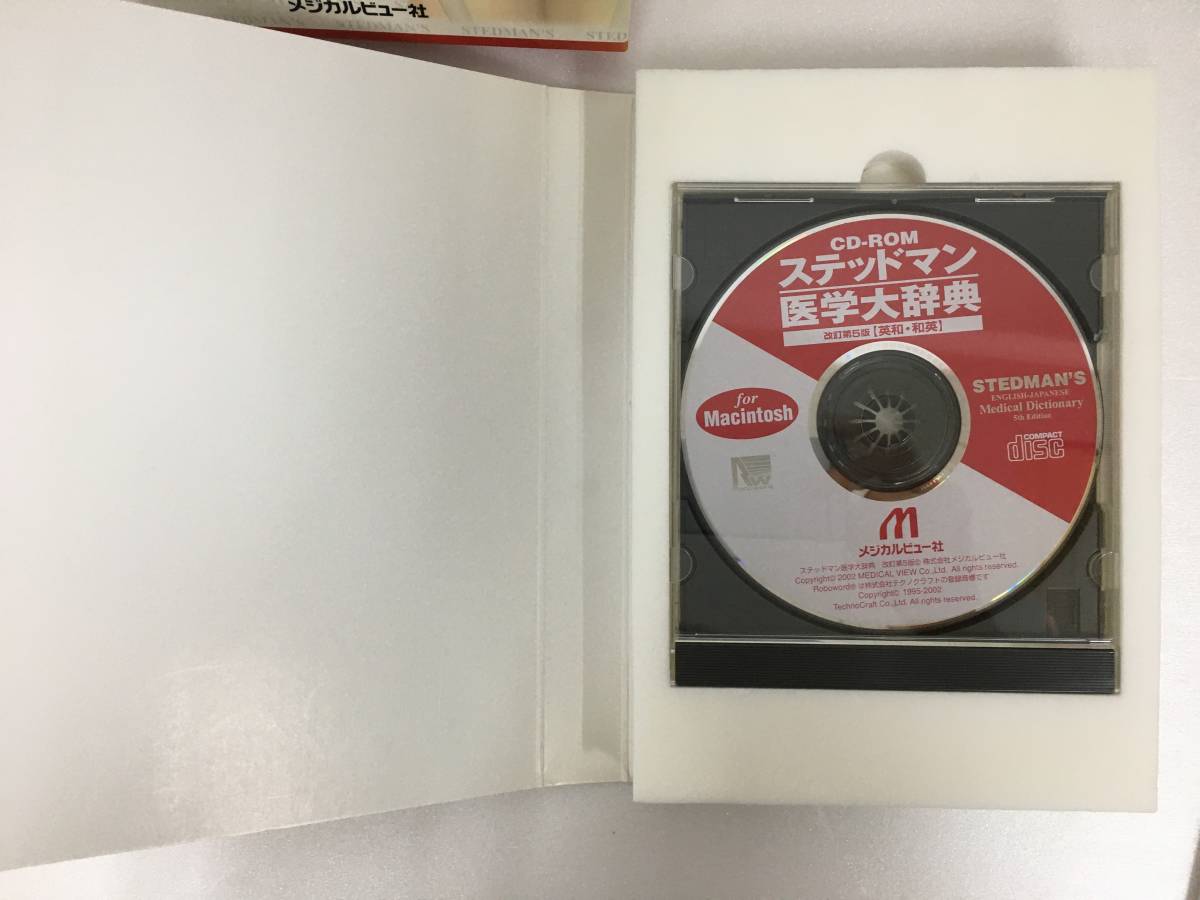 メジカルビュー社
STEDMAN'S STEDMAN'S STEDMAN'S STED
CD-ROM
ステッドマン
医学大辞典
改訂第5版【英和・和英】
for
Macintosh
STEDMAN'S
ENGLISH-JAPANESE
Medical Dictionary
5th Edition
COMPACT
disc
メジカルビュー社
ステッドマン医学大辞典 改訂第5版© 株式会社メジカルビュー社
Copyright© 2002 MEDICAL VIEW Co.,Ltd. All rights reserved.
Roboword® は株式会社テクノクラフトの登録商標です
Copyright© 1995-2002
TechnoCraft Co.,Ltd. All rights reserved.